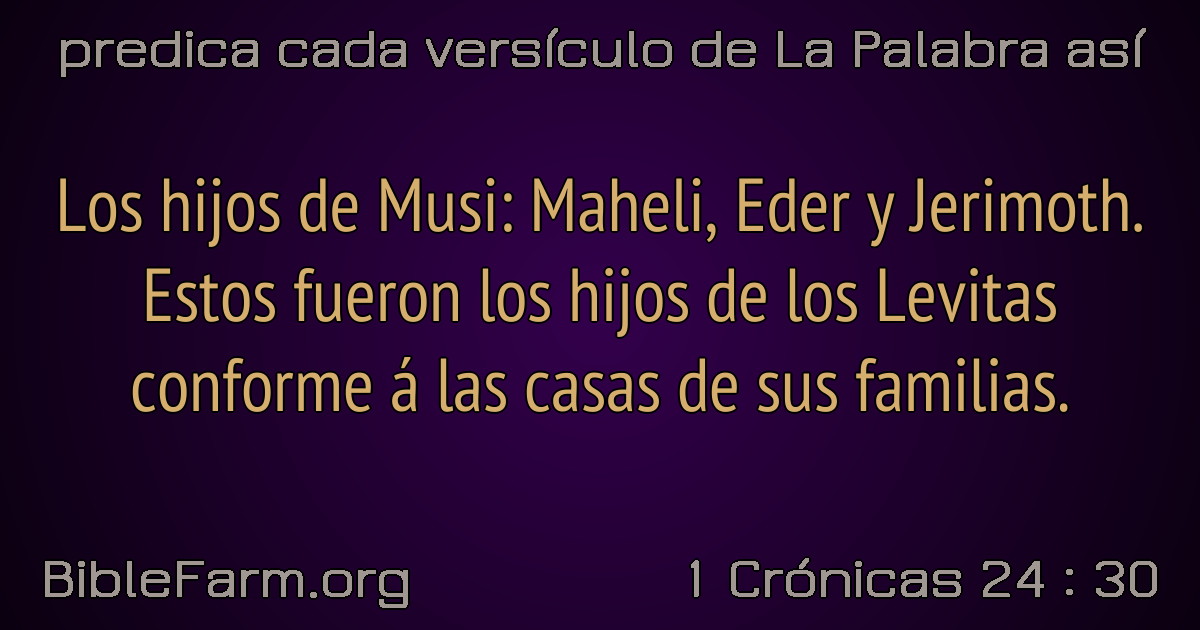 predica cada versículo de La Palabra así
Los hijos de Musi: Maheli, Eder y Jerimoth.
Estos fueron los hijos de los Levitas
conforme á las casas de sus familias.
BibleFarm.org
1 Crónicas 24 : 30